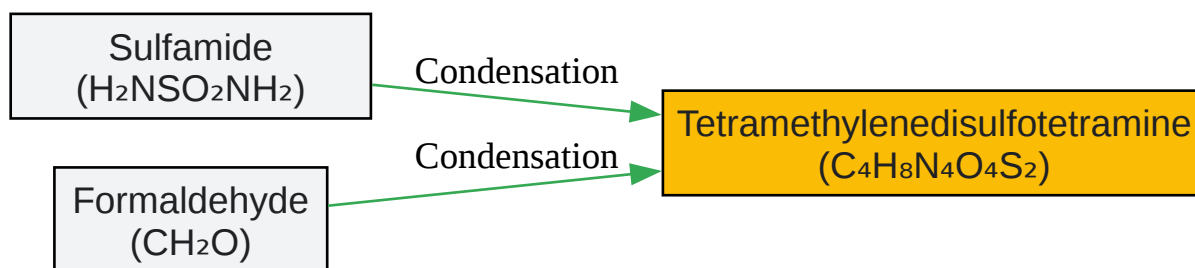 Sulfamide
(H₂NSO₂NH₂)
Condensation
Tetramethylenedisulfotetramine
(C₄H₈N₄O₄S₂)
Condensation
Formaldehyde
(CH₂O)